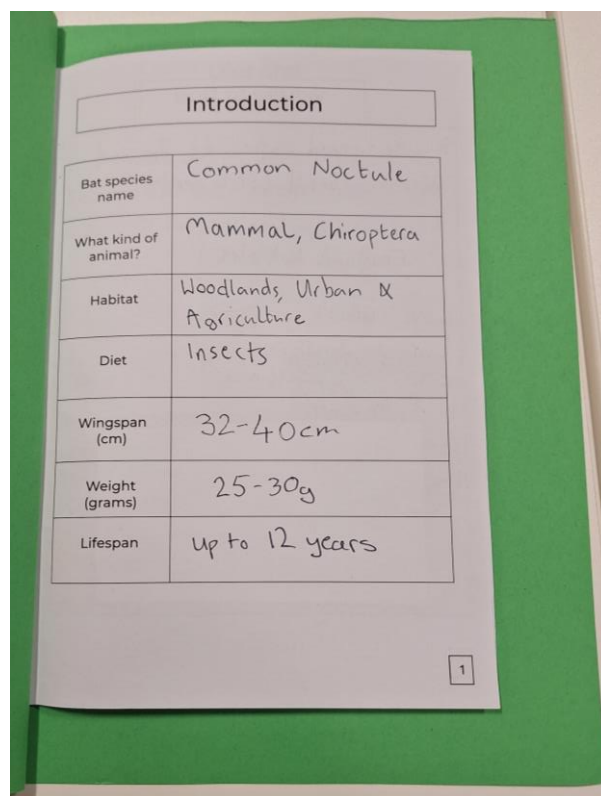 Introduction
Bat species
name
Common Noctule
What kind of
animal?
Mammal, Chiroptera
Habitat
Woodlands, Urban &
Agriculture
Diet
Insects
Wingspan
(cm)
32-40cm
Weight
(grams)
25-30g
Lifespan
up to 12 years
1